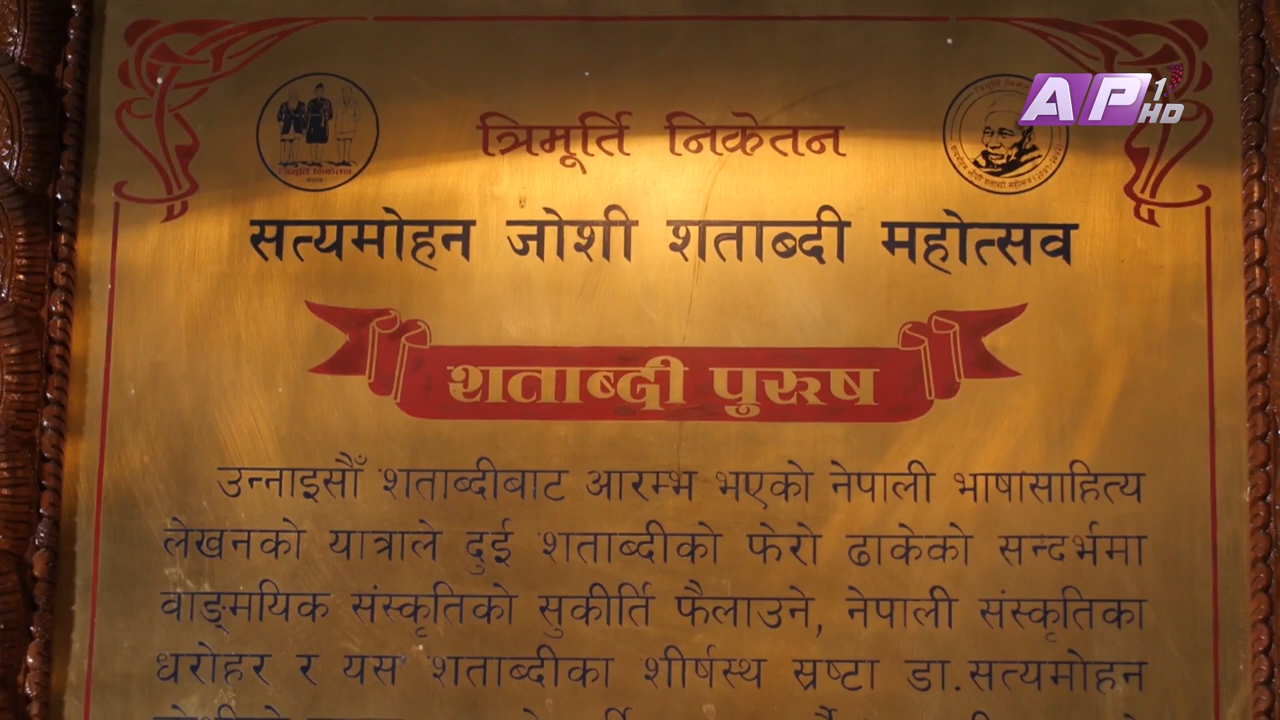 AP1 HD
त्रिमूर्ति निकेतन
त्रिमूर्ति निकेतन
सत्यमोहन जोशी शताब्दी महोत्सव
शताब्दी पुरूष
उन्नाइसौँ शताब्दीबाट आरम्भ भएको नेपाली भाषासाहित्य
लेखनको यात्राले दुई शताब्दीको फेरो ढाकेको सन्दर्भमा
वाङ्मयिक संस्कृतिको सुकीर्ति फैलाउने, नेपाली संस्कृतिका
धरोहर र यस शताब्दीका शीर्षस्थ स्रष्टा डा.सत्यमोहन